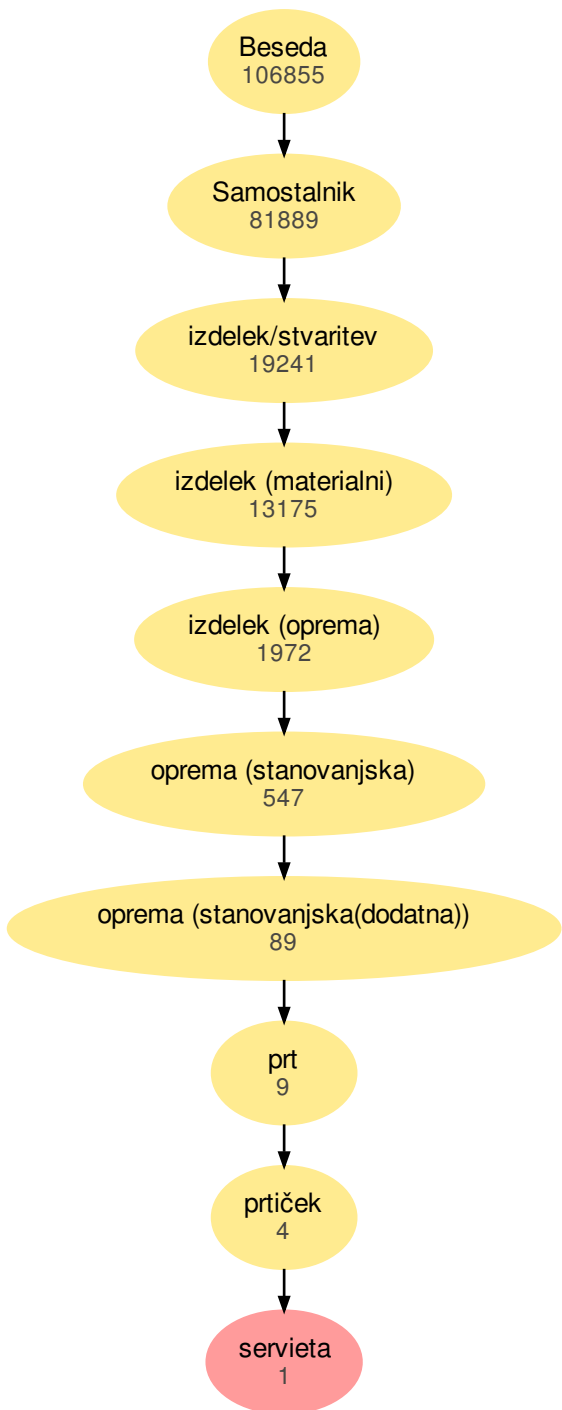 Beseda
106855
Samostalnik
81889
izdelek/stvaritev
19241
izdelek (materialni)
13175
izdelek (oprema)
1972
oprema (stanovanjska)
547
oprema (stanovanjska(dodatna))
89
prt
9
prtiček
4
servieta
1